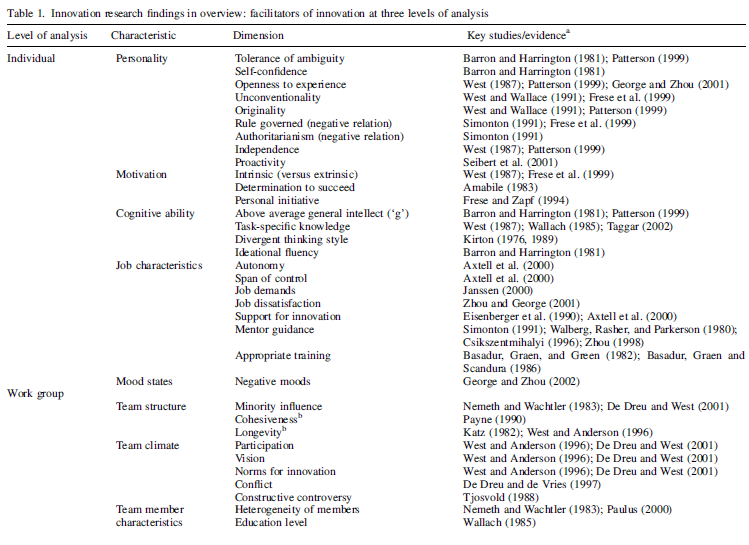 Table 1. Innovation research findings in overview: facilitators of innovation at three levels of analysis
Level of analysis Characteristic Dimension Key studies/evidence^a
Individual Personality Tolerance of ambiguity Barron and Harrington (1981); Patterson (1999)
Self-confidence Barron and Harrington (1981)
Openness to experience West (1987); Patterson (1999); George and Zhou (2001)
Unconventionality West and Wallace (1991); Frese et al. (1999)
Originality West and Wallace (1991); Patterson (1999)
Rule governed (negative relation) Simonton (1991); Frese et al. (1999)
Authoritarianism (negative relation) Simonton (1991)
Independence West (1987); Patterson (1999)
Proactivity Seibert et al. (2001)
Motivation Intrinsic (versus extrinsic) West (1987); Frese et al. (1999)
Determination to succeed Amabile (1983)
Personal initiative Frese and Zapf (1994)
Cognitive ability Above average general intellect (‘g’) Barron and Harrington (1981); Patterson (1999)
Task-specific knowledge West (1987); Wallach (1985); Taggar (2002)
Divergent thinking style Kirton (1976, 1989)
Ideational fluency Barron and Harrington (1981)
Job characteristics Autonomy Axtell et al. (2000)
Span of control Axtell et al. (2000)
Job demands Janssen (2000)
Job dissatisfaction Zhou and George (2001)
Support for innovation Eisenberger et al. (1990); Axtell et al. (2000)
Mentor guidance Simonton (1991); Walberg, Rasher, and Parkerson (1980);
Csikszentmihalyi (1996); Zhou (1998)
Appropriate training Basadur, Graen, and Green (1982); Basadur, Graen and
Scandura (1986)
Mood states Negative moods George and Zhou (2002)
Work group
Team structure Minority influence Nemeth and Wachtler (1983); De Dreu and West (2001)
Cohesiveness^b Payne (1990)
Longevity^b Katz (1982); West and Anderson (1996)
Team climate Participation West and Anderson (1996); De Dreu and West (2001)
Vision West and Anderson (1996); De Dreu and West (2001)
Norms for innovation West and Anderson (1996); De Dreu and West (2001)
Conflict De Dreu and de Vries (1997)
Constructive controversy Tjosvold (1988)
Team member Heterogeneity of members Nemeth and Wachtler (1983); Paulus (2000)
characteristics Education level Wallach (1985)